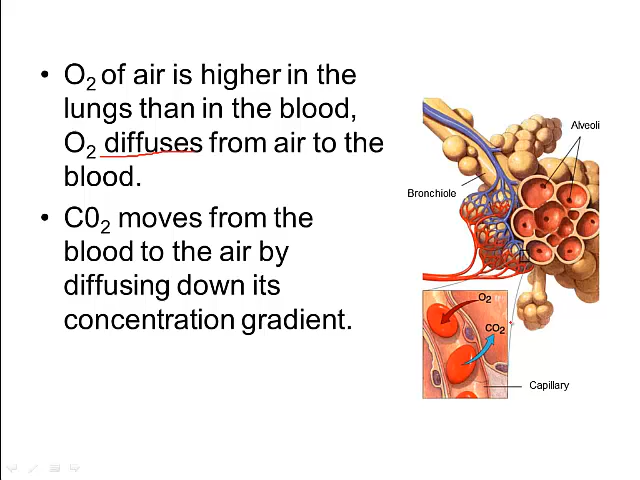 • O₂ of air is higher in the
lungs than in the blood,
O₂ diffuses from air to the
blood.
• C0₂ moves from the
blood to the air by
diffusing down its
concentration gradient.
Alveoli
Bronchiole
O₂
CO₂
Capillary